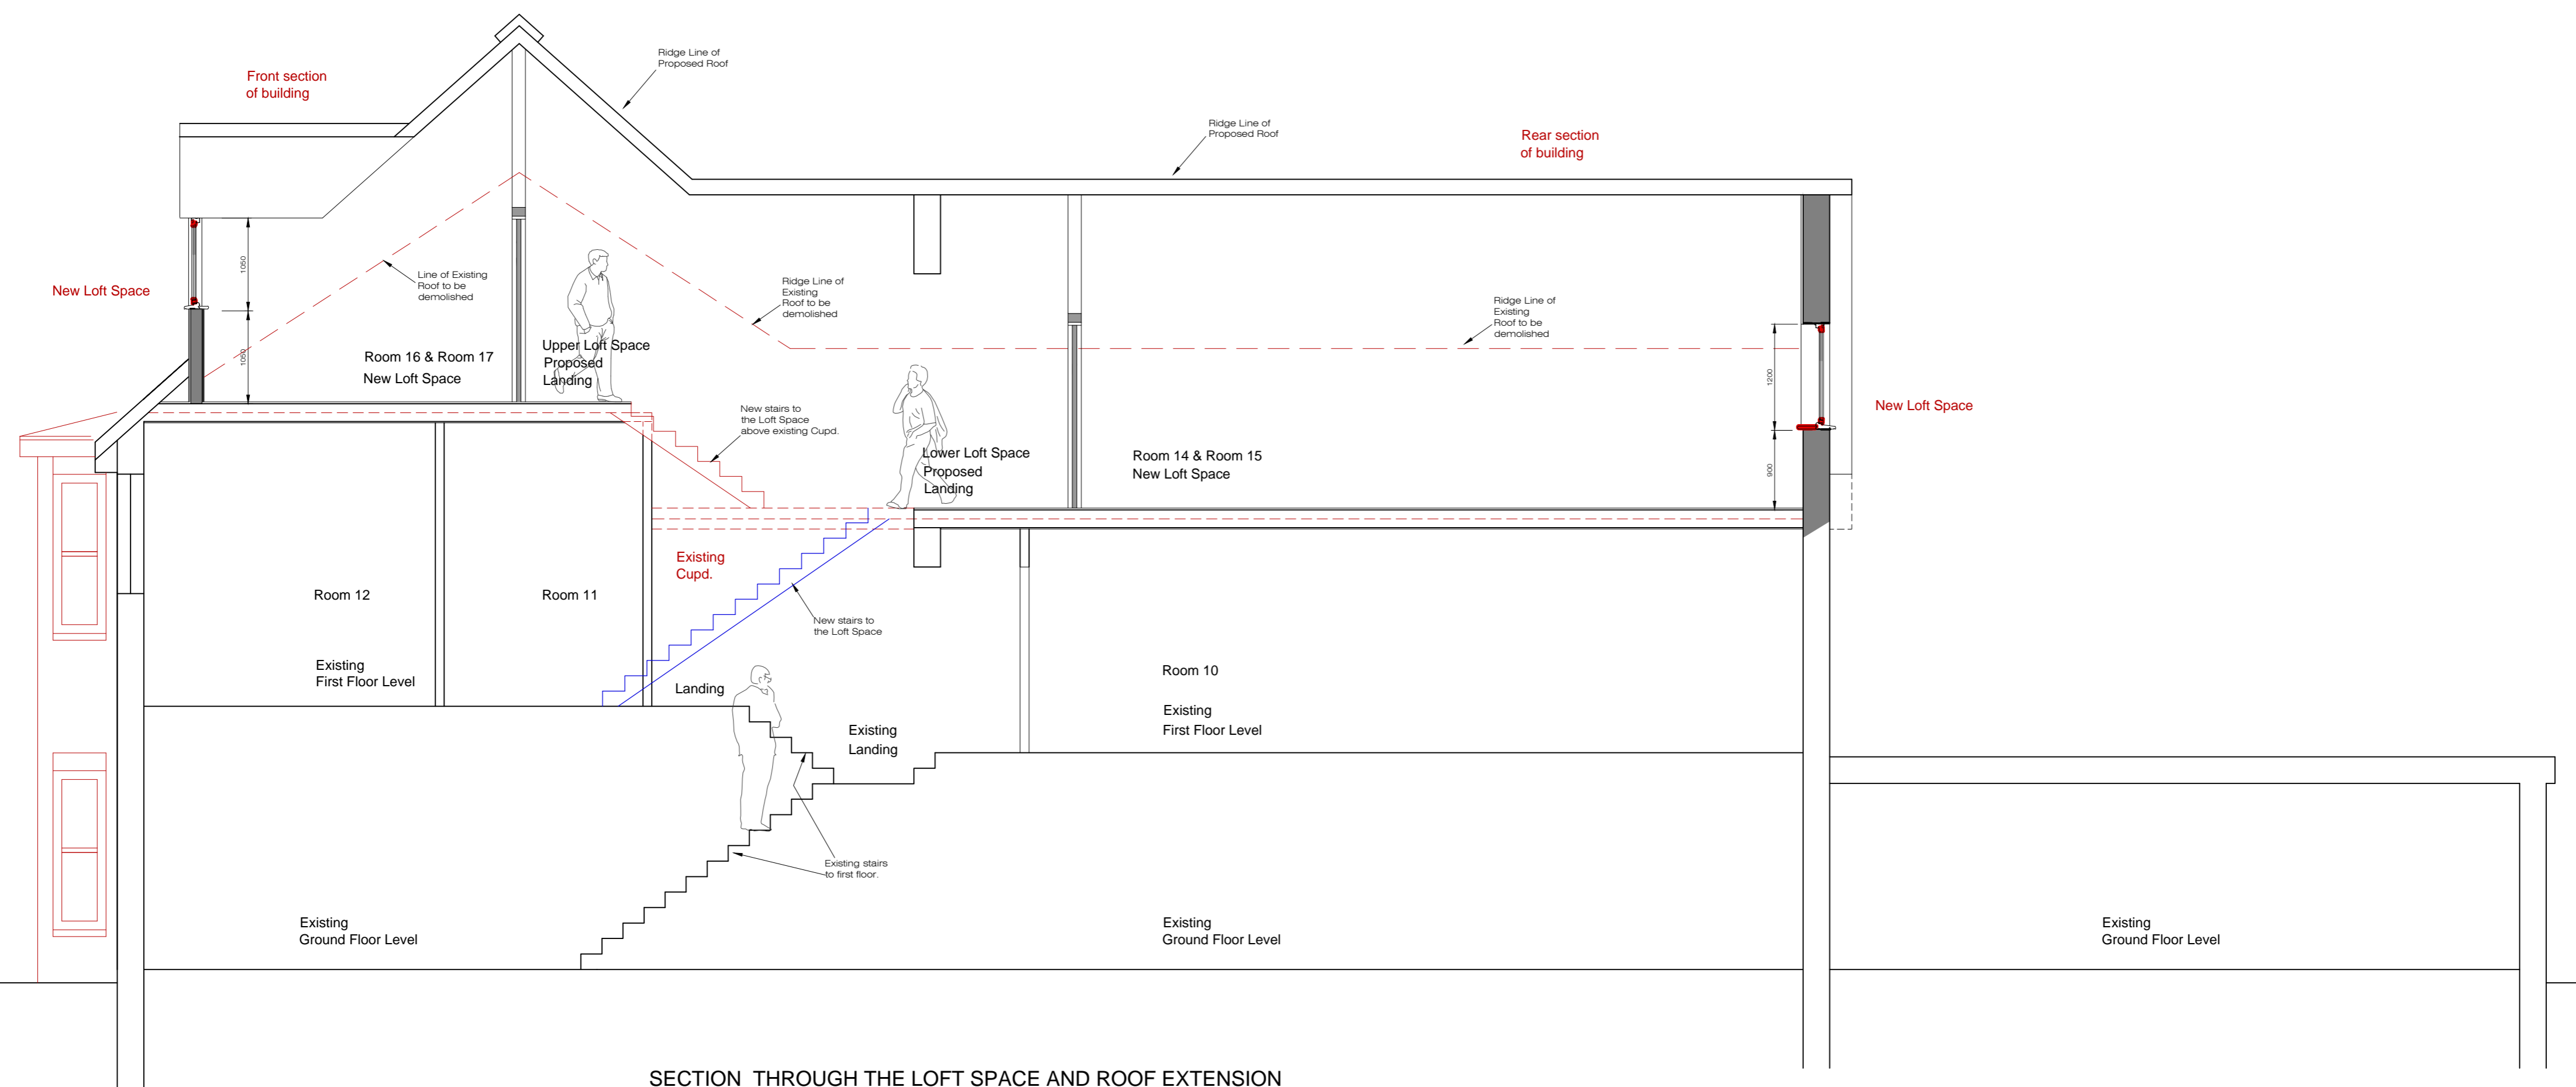 Ridge Line of
Proposed Roof
Front section
of building
Ridge Line of
Proposed Roof
Rear section
of building
New Loft Space
1050
1050
Line of Existing
Roof to be
demolished
Ridge Line of
Existing
Roof to be
demolished
Ridge Line of
Existing
Roof to be
demolished
Room 16 & Room 17
New Loft Space
Upper Loft Space
Proposed
Landing
New stairs to
the Loft Space
above existing Cupd.
Lower Loft Space
Proposed
Landing
Room 14 & Room 15
New Loft Space
1200
900
New Loft Space
Existing
Cupd.
Room 12
Room 11
New stairs to
the Loft Space
Existing
First Floor Level
Landing
Existing
Landing
Room 10
Existing
First Floor Level
Existing stairs
to first floor.
Existing
Ground Floor Level
Existing
Ground Floor Level
Existing
Ground Floor Level
SECTION THROUGH THE LOFT SPACE AND ROOF EXTENSION